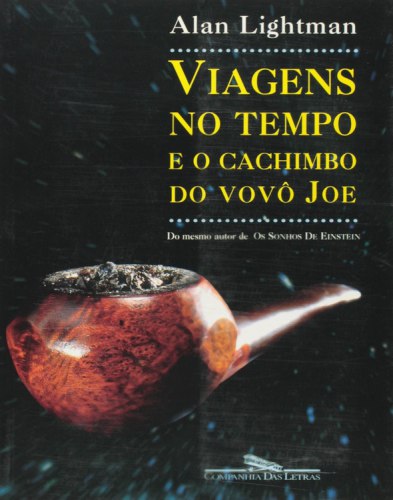 Alan Lightman
VIAGENS
NO TEMPO
E O CACHIMBO
DO VOVÔ JOE
Do mesmo autor de OS SONHOS DE EINSTEIN
COMPANHIA DAS LETRAS